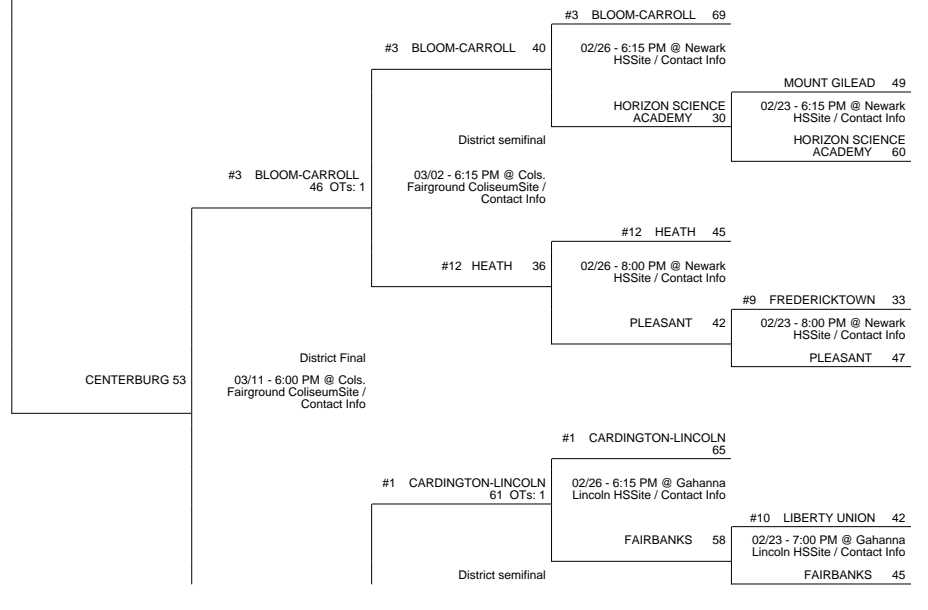 #3 BLOOM-CARROLL 69
#3 BLOOM-CARROLL 40
02/26 - 6:15 PM @ Newark
HSSite / Contact Info
MOUNT GILEAD 49
HORIZON SCIENCE
ACADEMY 30
02/23 - 6:15 PM @ Newark
HSSite / Contact Info
District semifinal
HORIZON SCIENCE
ACADEMY 60
#3 BLOOM-CARROLL
46 OTs: 1
03/02 - 6:15 PM @ Cols.
Fairground ColiseumSite /
Contact Info
#12 HEATH 45
#12 HEATH 36
02/26 - 8:00 PM @ Newark
HSSite / Contact Info
#9 FREDERICKTOWN 33
PLEASANT 42
02/23 - 8:00 PM @ Newark
HSSite / Contact Info
District Final
PLEASANT 47
CENTERBURG 53
03/11 - 6:00 PM @ Cols.
Fairground ColiseumSite /
Contact Info
#1 CARDINGTON-LINCOLN
65
#1 CARDINGTON-LINCOLN
61 OTs: 1
02/26 - 6:15 PM @ Gahanna
Lincoln HSSite / Contact Info
#10 LIBERTY UNION 42
FAIRBANKS 58
02/23 - 7:00 PM @ Gahanna
Lincoln HSSite / Contact Info
District semifinal
FAIRBANKS 45